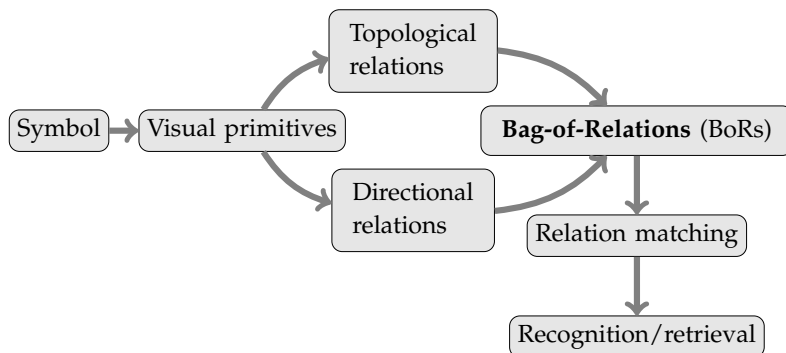 Symbol
Visual primitives
Topological
relations
Directional
relations
Bag-of-Relations (BoRs)
Relation matching
Recognition/retrieval